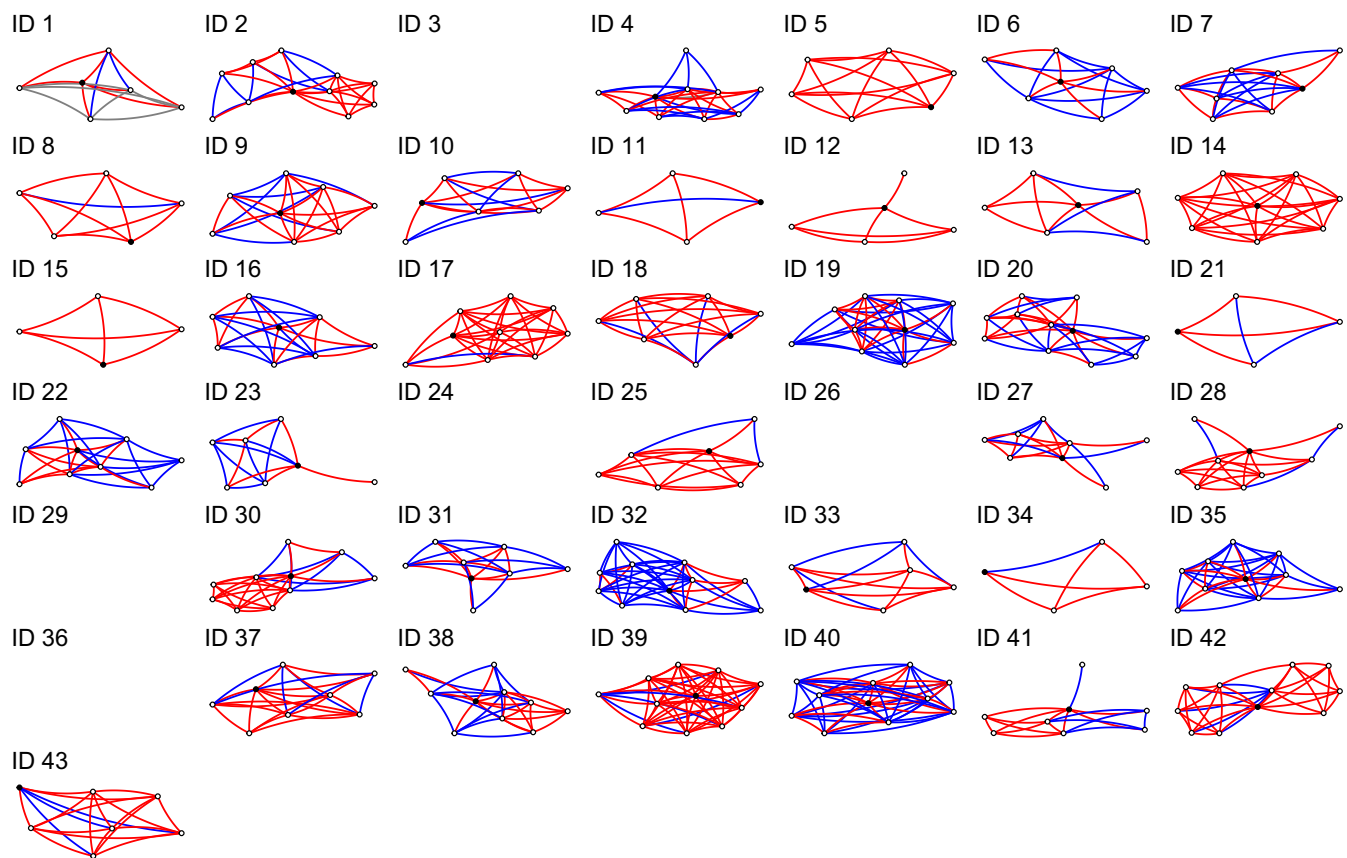 ID 1 ID 2 ID 3 ID 4 ID 5 ID 6 ID 7
ID 8 ID 9 ID 10 ID 11 ID 12 ID 13 ID 14
ID 15 ID 16 ID 17 ID 18 ID 19 ID 20 ID 21
ID 22 ID 23 ID 24 ID 25 ID 26 ID 27 ID 28
ID 29 ID 30 ID 31 ID 32 ID 33 ID 34 ID 35
ID 36 ID 37 ID 38 ID 39 ID 40 ID 41 ID 42
ID 43